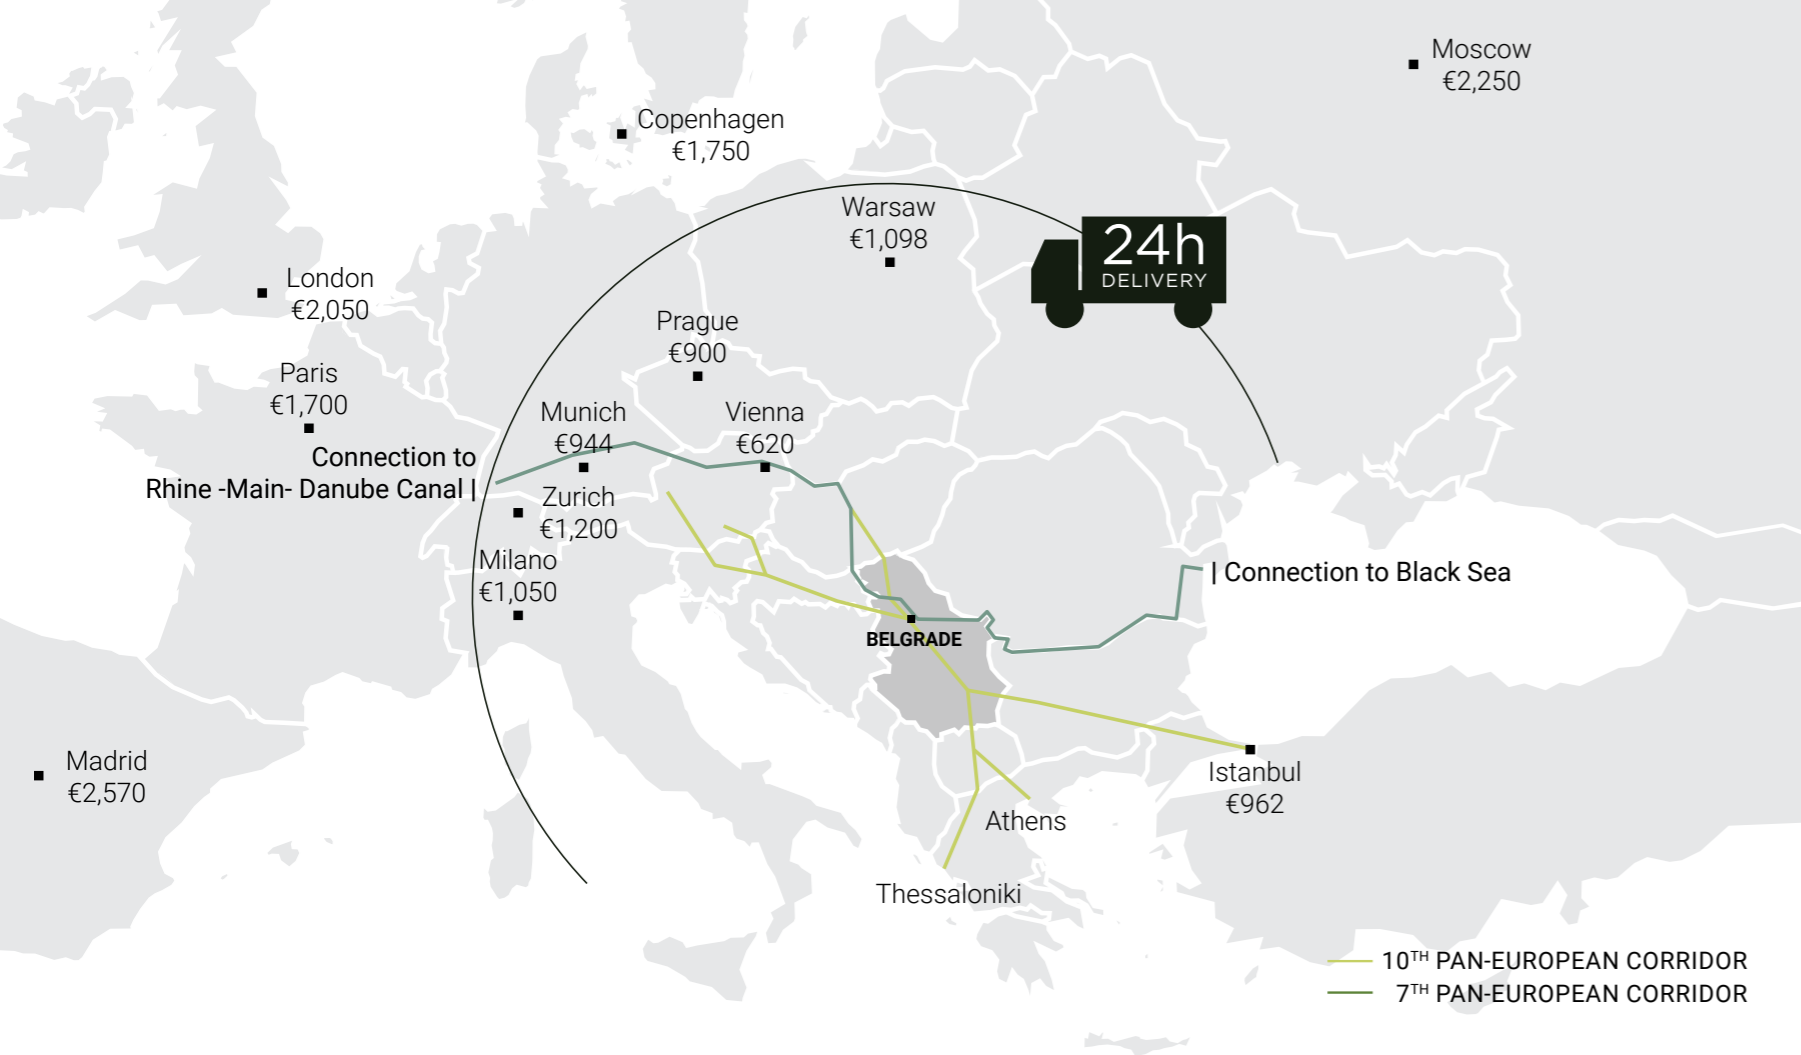 Moscow
€2,250
Copenhagen
€1,750
Warsaw
€1,098
24h
DELIVERY
London
€2,050
Prague
€900
Paris
€1,700
Munich
€944
Vienna
€620
Connection to
Rhine -Main- Danube Canal |
Zurich
€1,200
Milano
€1,050
| Connection to Black Sea
BELGRADE
Madrid
€2,570
Istanbul
€962
Athens
Thessaloniki
10TH PAN-EUROPEAN CORRIDOR
7TH PAN-EUROPEAN CORRIDOR